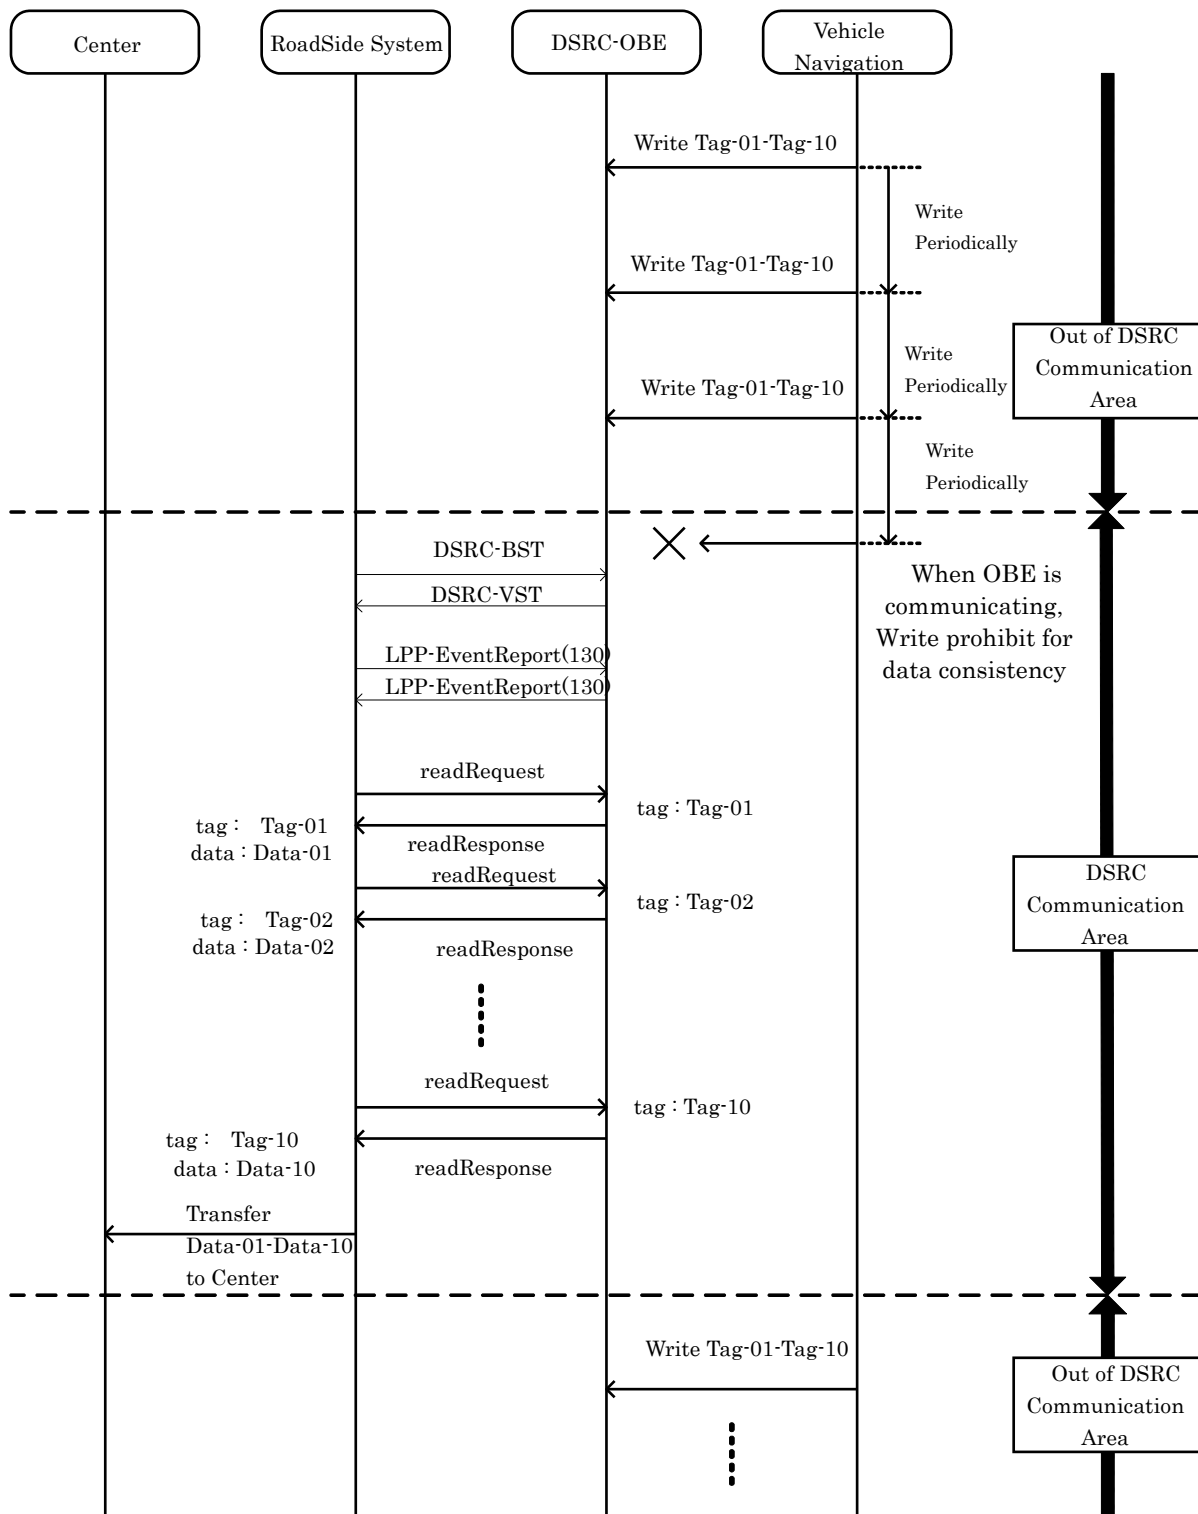 Center
RoadSide System
DSRC-OBE
Vehicle
Navigation
Write Tag-01-Tag-10
Write
Periodically
Write Tag-01-Tag-10
Out of DSRC
Communication
Area
Write
Periodically
Write Tag-01-Tag-10
Write
Periodically
DSRC-BST
When OBE is
communicating,
Write prohibit for
data consistency
DSRC-VST
LPP-EventReport(130)
LPP-EventReport(130)
readRequest
tag : Tag-01
tag : Tag-01
data : Data-01
readResponse
readRequest
DSRC
Communication
Area
tag : Tag-02
tag : Tag-02
data : Data-02
readResponse
readRequest
tag : Tag-10
tag : Tag-10
data : Data-10
readResponse
Transfer
Data-01-Data-10
to Center
Write Tag-01-Tag-10
Out of DSRC
Communication
Area